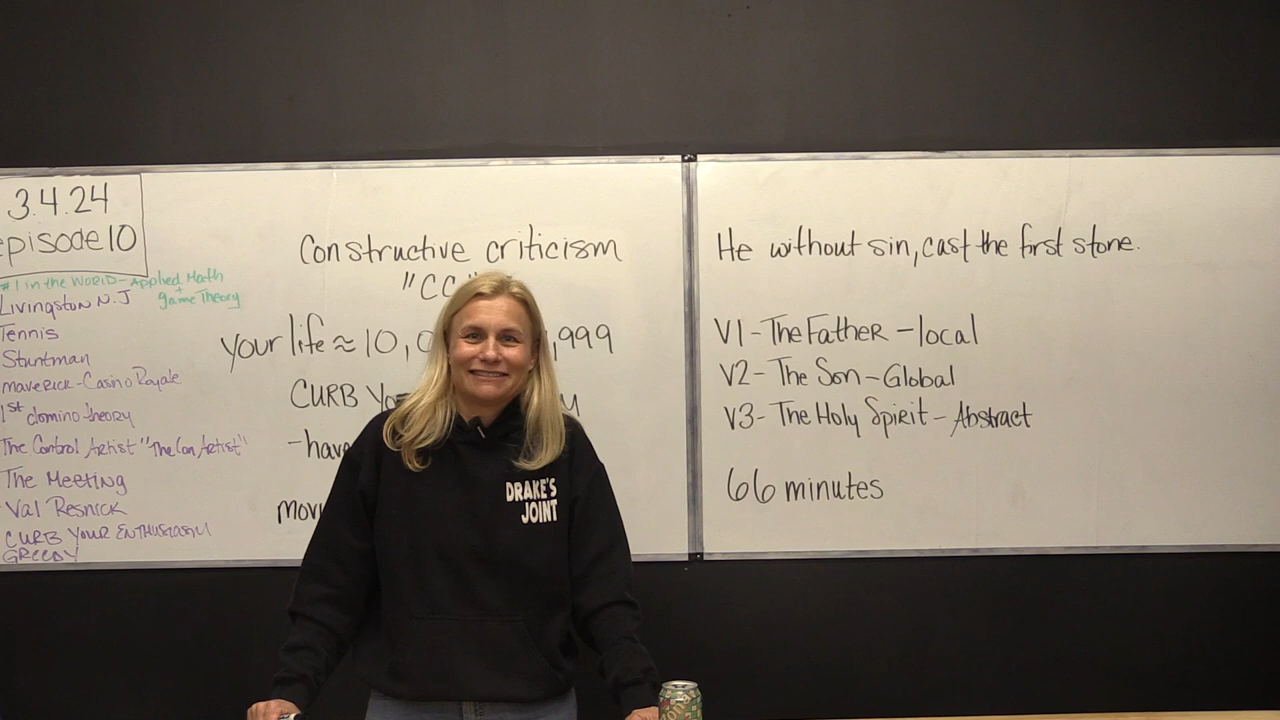 3.4.24
episode 10
#1 in the WORLD - Applied Math
+
game Theory
Livingston N.J
Tennis
Stuntman
maverick - Casino Royale
1st domino theory
The Control Artist "The Con Artist"
The Meeting
Val Resnick
CURB YOUR ENTHUSIASM
GREEDY
Constructive criticism
"CC"
your life ≈ 10,0 ,999
CURB Yo M
- have
movi
DRAKE'S
JOINT
He without sin, cast the first stone.
V1 - The Father - local
V2 - The Son - Global
V3 - The Holy Spirit - Abstract
66 minutes